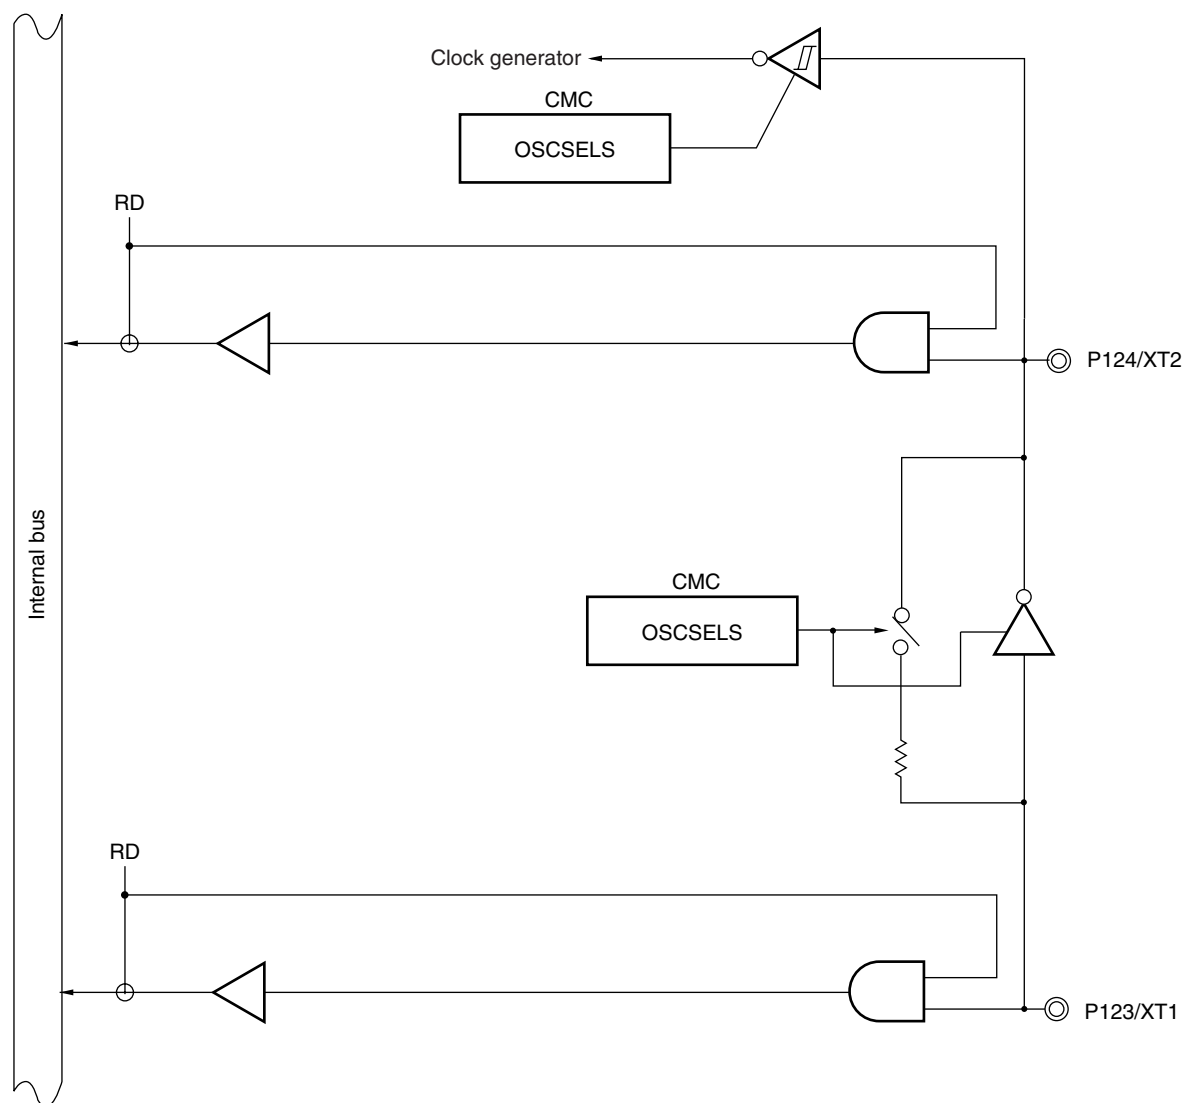 Clock generator
CMC
OSCSELS
RD
P124/XT2
Internal bus
CMC
OSCSELS
RD
P123/XT1